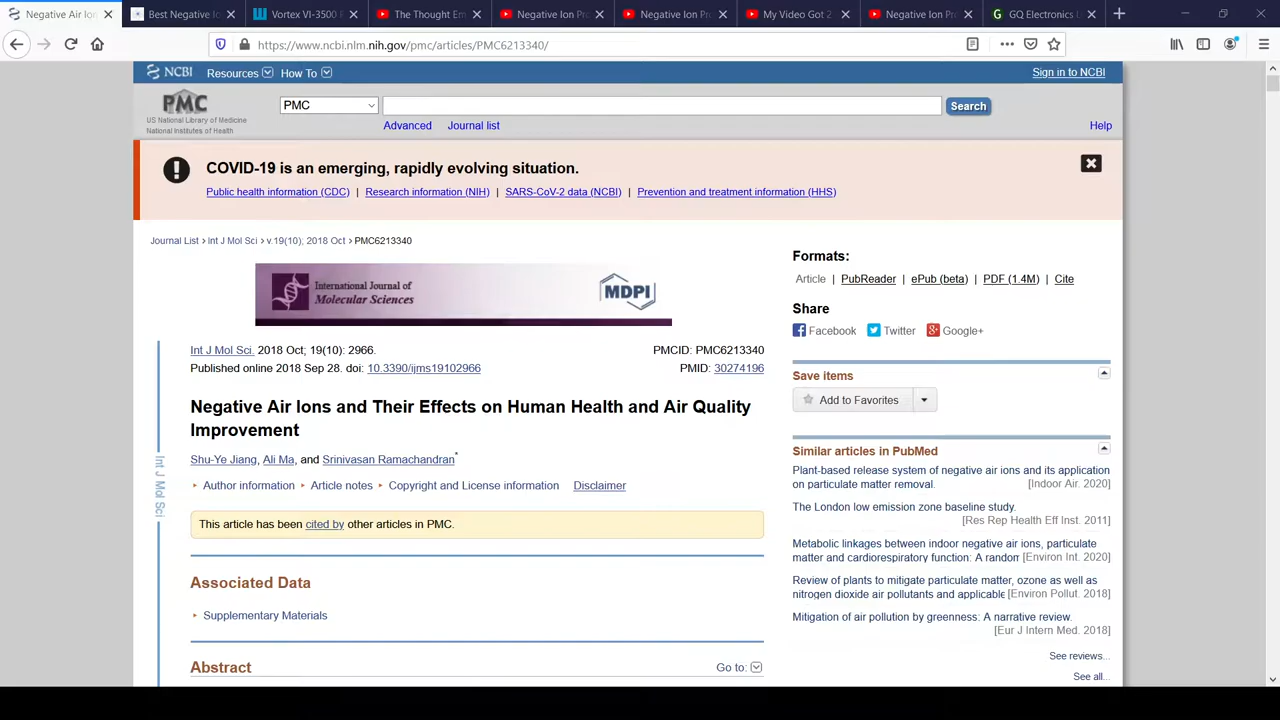 Negative Air Ion
Best Negative Io
Vortex VI-3500 F
The Thought Em
Negative Ion Pro
Negative Ion Pro
My Video Got
Negative Ion Pro
GQ Electronics L
https://www.ncbi.nlm.nih.gov/pmc/articles/PMC6213340/
NCBI Resources How To Sign in to NCBI
PMC
US National Library of Medicine
National Institutes of Health
PMC Search
Advanced Journal list Help
COVID-19 is an emerging, rapidly evolving situation.
Public health information (CDC) | Research information (NIH) | SARS-CoV-2 data (NCBI) | Prevention and treatment information (HHS)
Journal List > Int J Mol Sci > v.19(10); 2018 Oct > PMC6213340
International Journal of
Molecular Sciences
MDPI
Int J Mol Sci. 2018 Oct; 19(10): 2966. PMCID: PMC6213340
Published online 2018 Sep 28. doi: 10.3390/ijms19102966 PMID: 30274196
Negative Air Ions and Their Effects on Human Health and Air Quality
Improvement
Shu-Ye Jiang, Ali Ma, and Srinivasan Ramachandran*
Author information Article notes Copyright and License information Disclaimer
This article has been cited by other articles in PMC.
Associated Data
Supplementary Materials
Abstract Go to:
Int J Mol Sci
Formats:
Article | PubReader | ePub (beta) | PDF (1.4M) | Cite
Share
Facebook Twitter Google+
Save items
Add to Favorites
Similar articles in PubMed
Plant-based release system of negative air ions and its application
on particulate matter removal. [Indoor Air. 2020]
The London low emission zone baseline study.
[Res Rep Health Eff Inst. 2011]
Metabolic linkages between indoor negative air ions, particulate
matter and cardiorespiratory function: A randon [Environ Int. 2020]
Review of plants to mitigate particulate matter, ozone as well as
nitrogen dioxide air pollutants and applicable [Environ Pollut. 2018]
Mitigation of air pollution by greenness: A narrative review.
[Eur J Intern Med. 2018]
See reviews...
See all...